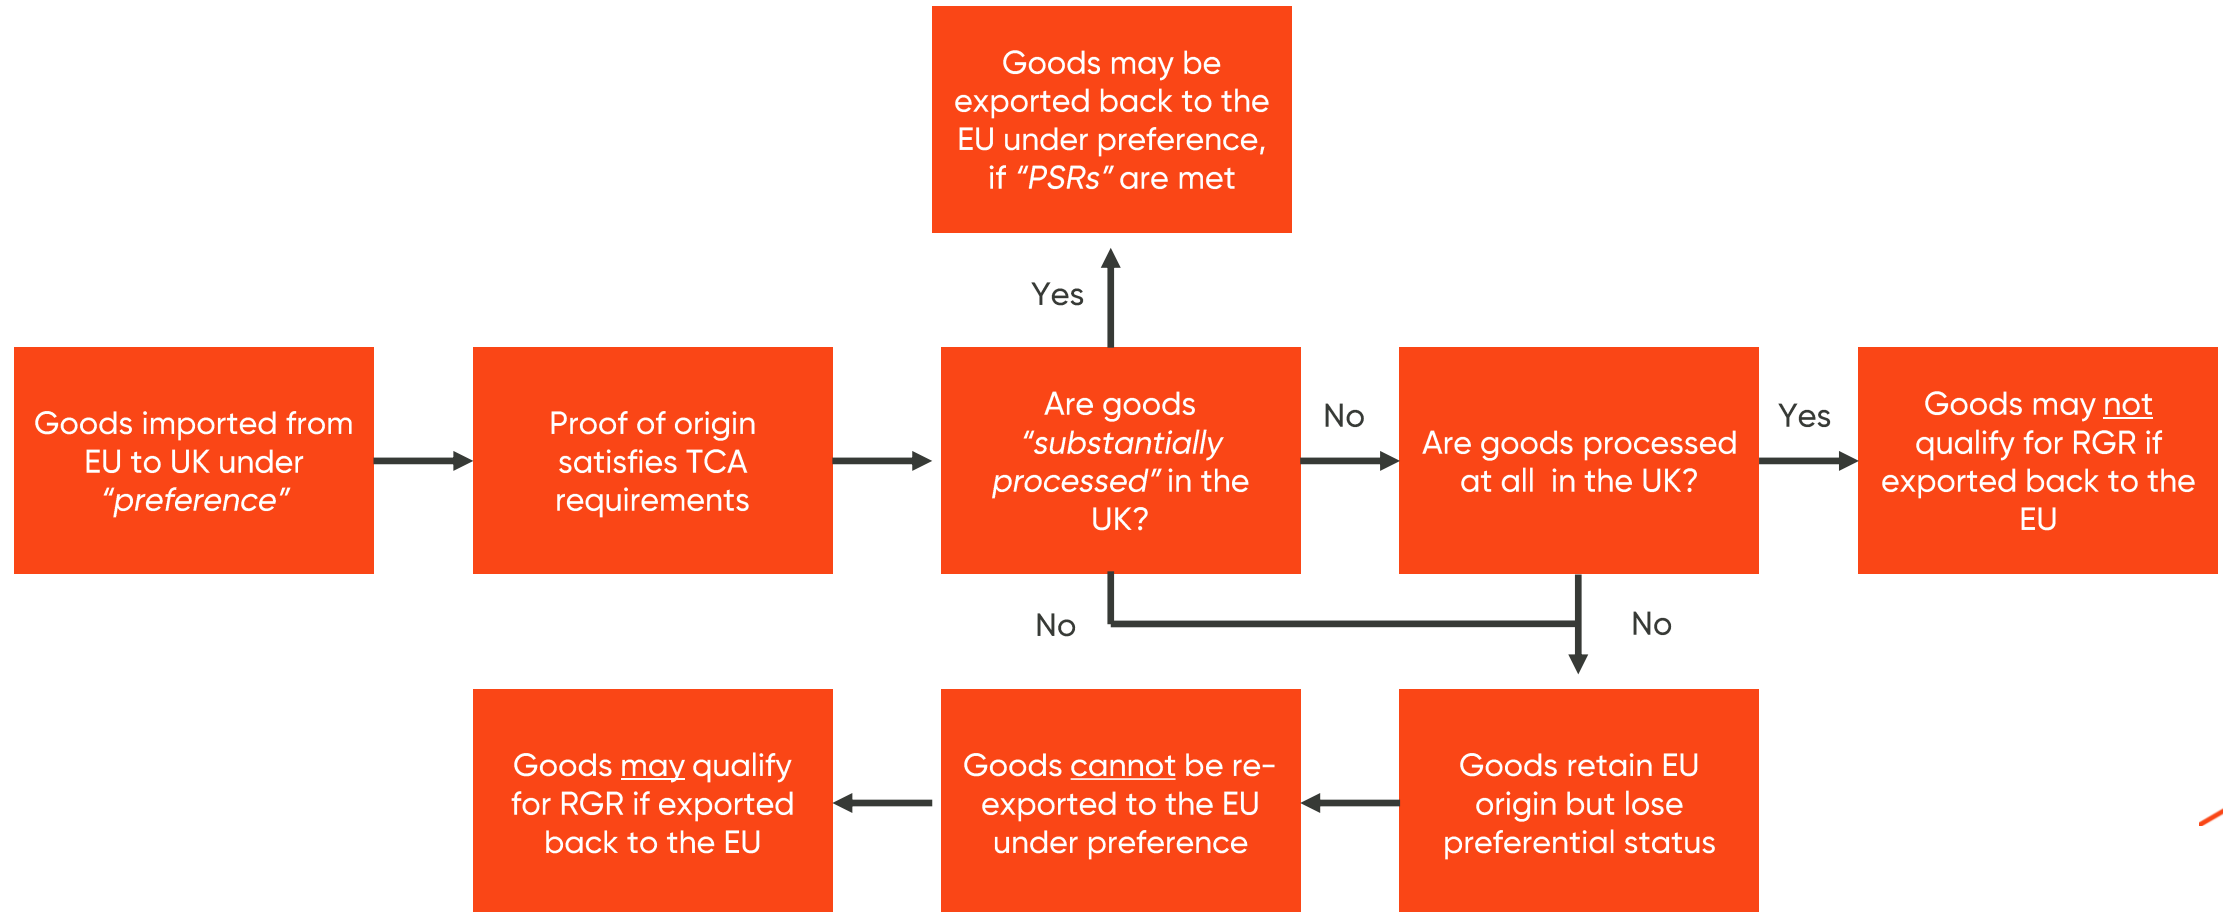 Goods may be
exported back to the
EU under preference,
if “PSRs” are met
Yes
Goods imported from
EU to UK under
“preference”
Proof of origin
satisfies TCA
requirements
Are goods
“substantially
processed” in the
UK?
No
Are goods processed
at all  in the UK?
Yes
Goods may not
qualify for RGR if
exported back to the
EU
No
No
Goods may qualify
for RGR if exported
back to the EU
Goods cannot be re-
exported to the EU
under preference
Goods retain EU
origin but lose
preferential status